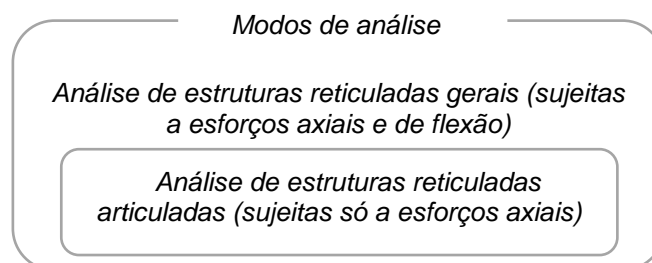 Modos de análise
Análise de estruturas reticuladas gerais (sujeitas
a esforços axiais e de flexão)
Análise de estruturas reticuladas
articuladas (sujeitas só a esforços axiais)